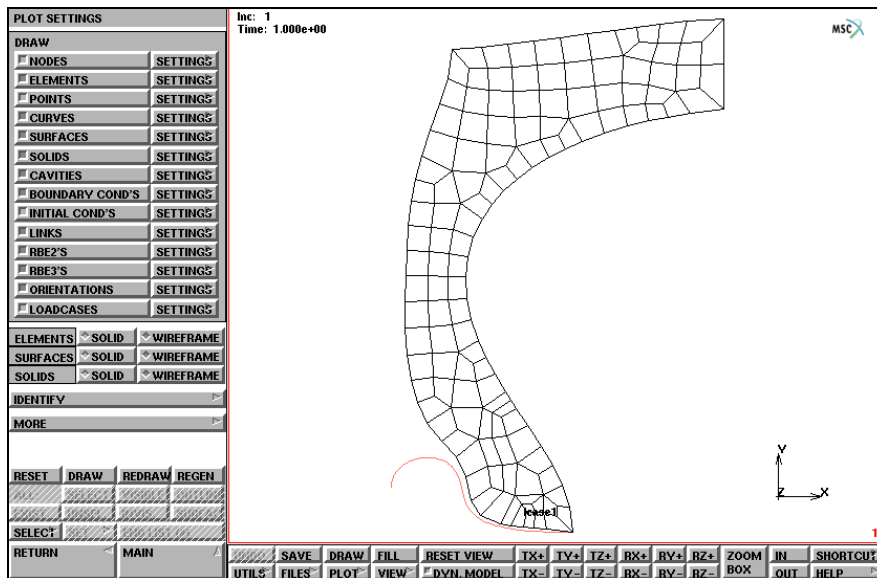 PLOT SETTINGS
DRAW
NODES SETTINGS
ELEMENTS SETTINGS
POINTS SETTINGS
CURVES SETTINGS
SURFACES SETTINGS
SOLIDS SETTINGS
CAVITIES SETTINGS
BOUNDARY COND'S SETTINGS
INITIAL COND'S SETTINGS
LINKS SETTINGS
RBE2'S SETTINGS
RBE3'S SETTINGS
ORIENTATIONS SETTINGS
LOADCASES SETTINGS
ELEMENTS SOLID WIREFRAME
SURFACES SOLID WIREFRAME
SOLIDS SOLID WIREFRAME
IDENTIFY
MORE
RESET DRAW REDRAW REGEN
SELECT
RETURN MAIN
Inc: 1
Time: 1.000e+00
MSC
lcase1
Y
Z X
1
SAVE DRAW FILL RESET VIEW TX+ TY+ TZ+ RX+ RY+ RZ+ ZOOM IN SHORTCUT
UTILS FILES PLOT VIEW DYN. MODEL TX- TY- TZ- RX- RY- RZ- BOX OUT HELP